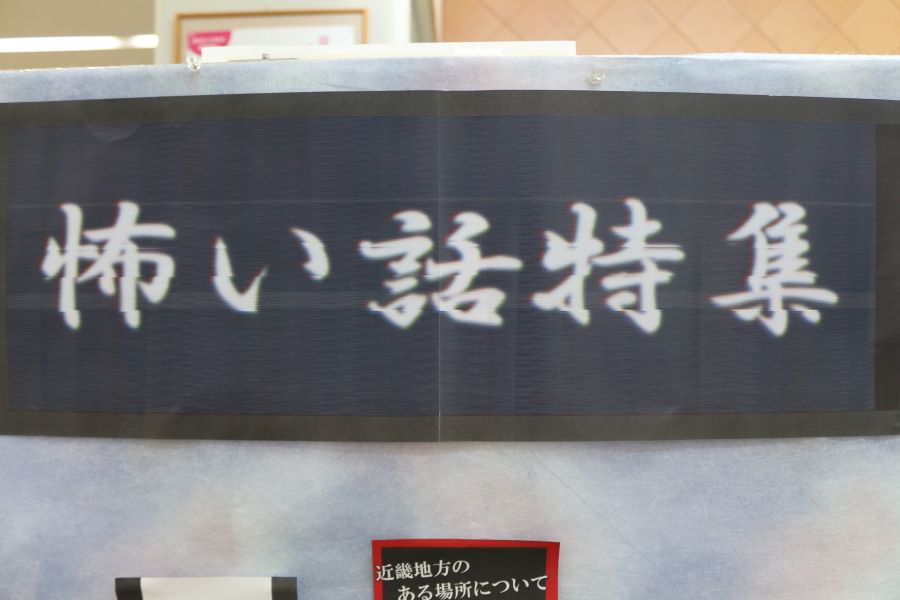 怖い話特集
近畿地方の
ある場所について